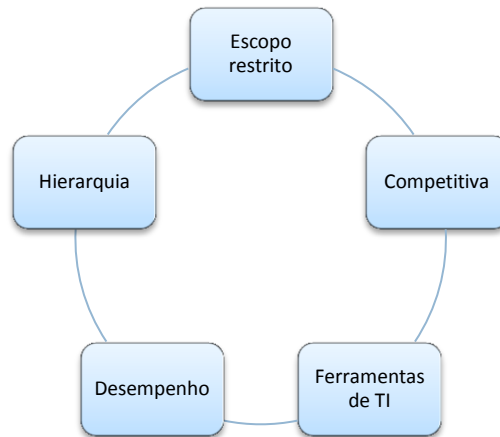 Escopo
restrito
Hierarquia
Competitiva
Desempenho
Ferramentas
de TI